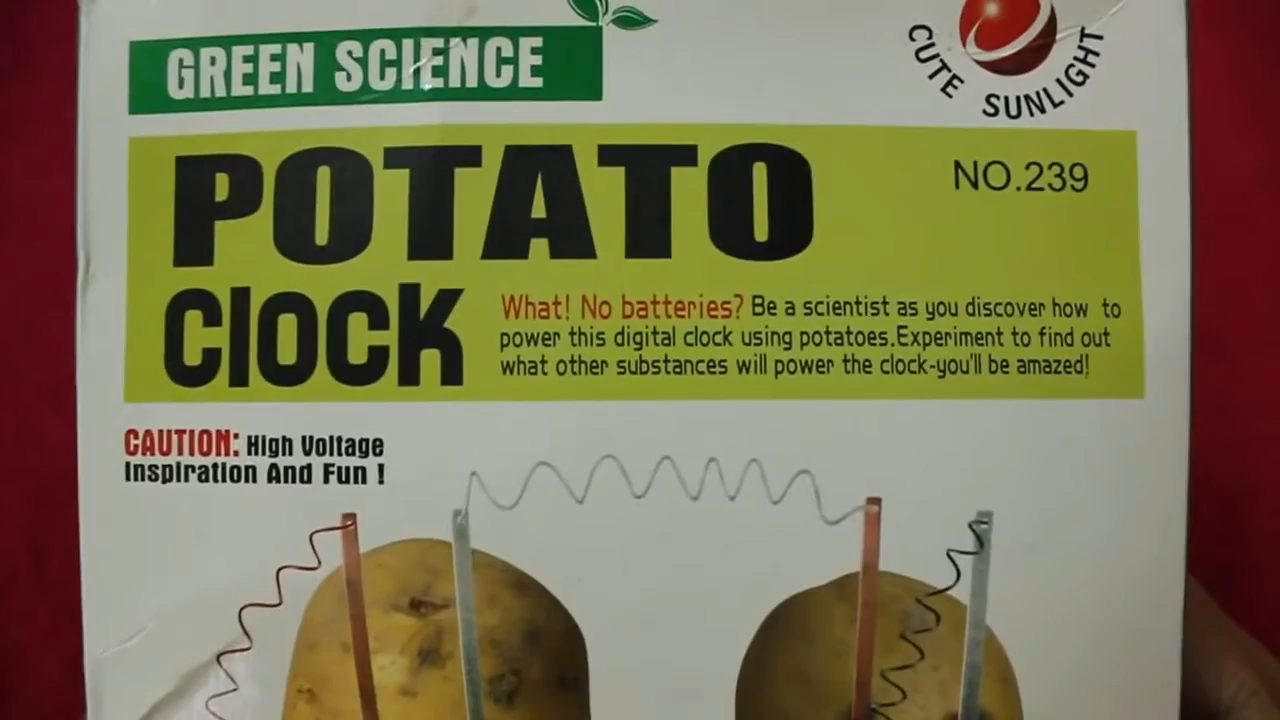 GREEN SCIENCE
CUTE SUNLIGHT
POTATO
NO.239
Clock
What! No batteries? Be a scientist as you discover how to
power this digital clock using potatoes.Experiment to find out
what other substances will power the clock-you'll be amazed!
CAUTION: High Voltage
Inspiration And Fun !